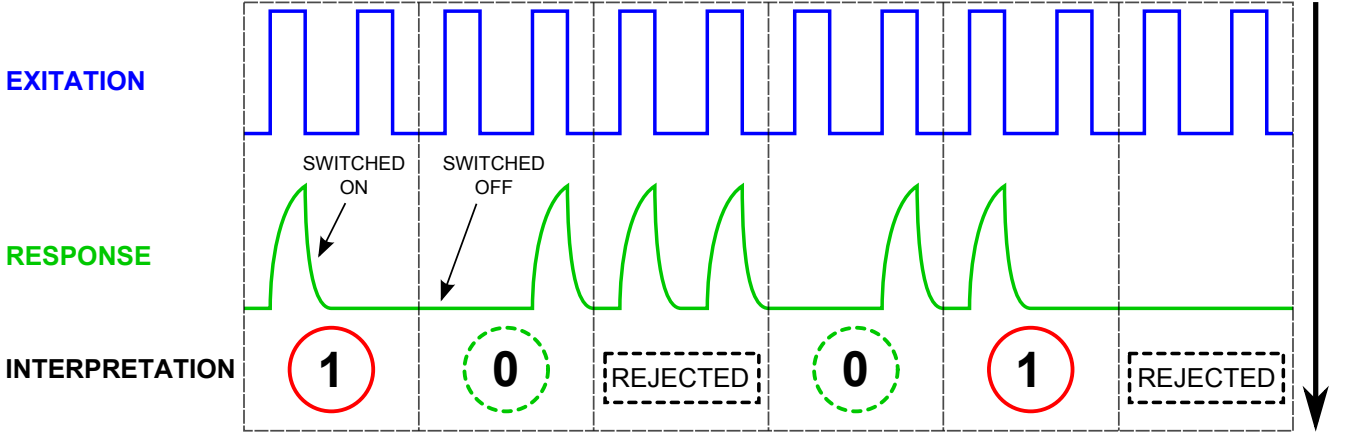 EXITATION
SWITCHED
ON
SWITCHED
OFF
RESPONSE
INTERPRETATION
1
0
REJECTED
0
1
REJECTED